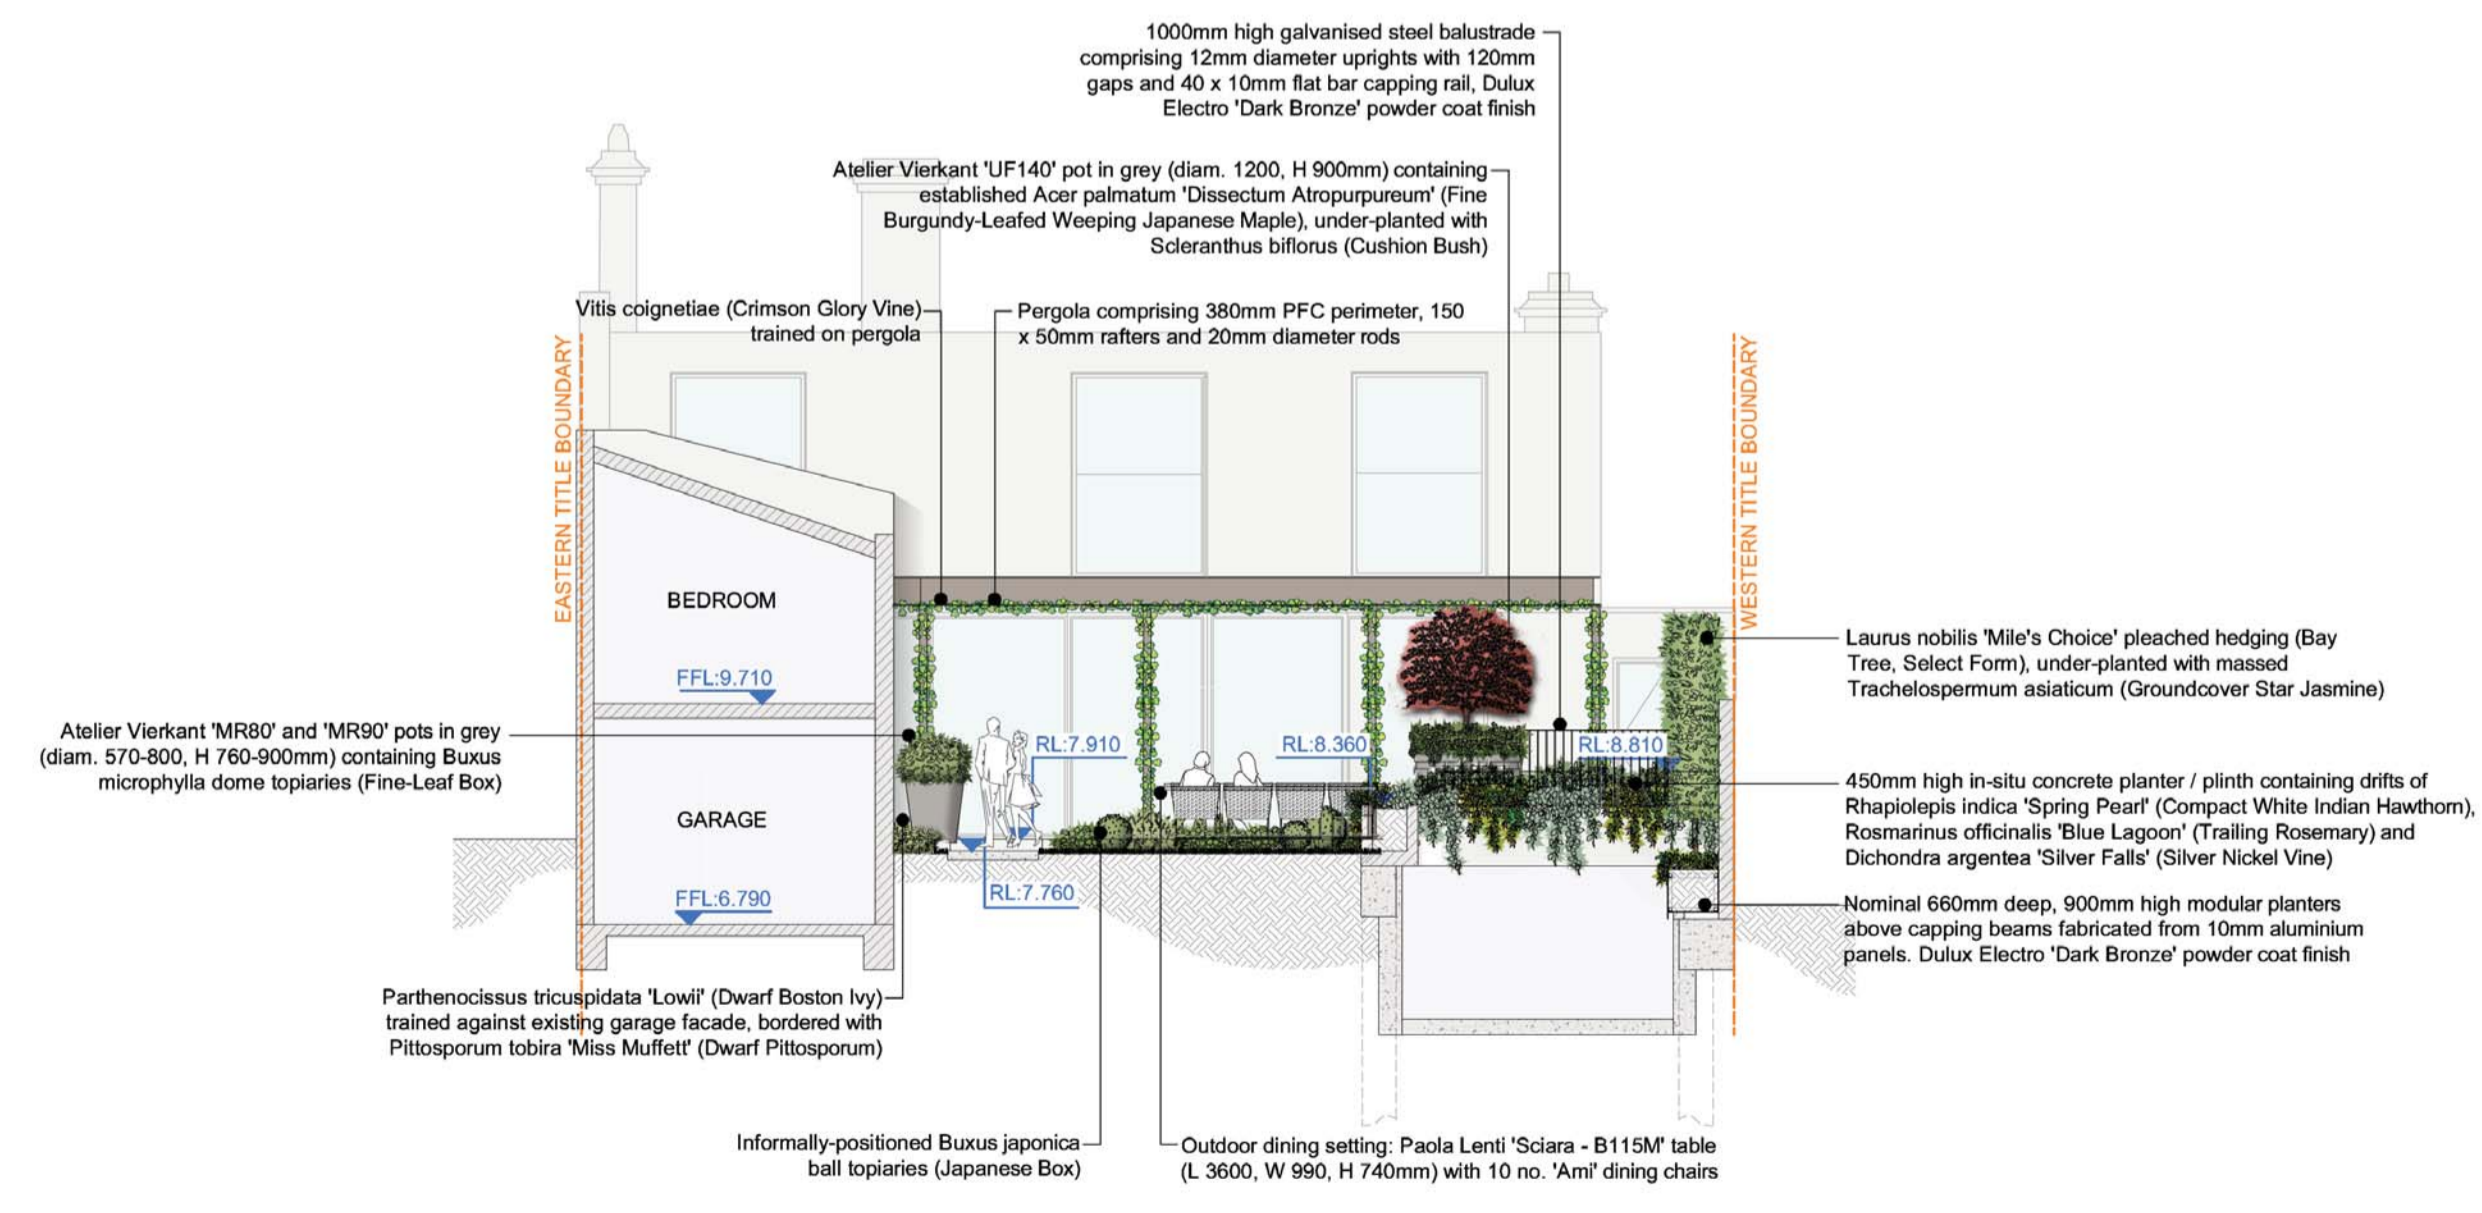 1000mm high galvanised steel balustrade
comprising 12mm diameter uprights with 120mm
gaps and 40 x 10mm flat bar capping rail, Dulux
Electro 'Dark Bronze' powder coat finish
Atelier Vierkant 'UF140' pot in grey (diam. 1200, H 900mm) containing
established Acer palmatum 'Dissectum Atropurpureum' (Fine
Burgundy-Leafed Weeping Japanese Maple), under-planted with
Scleranthus biflorus (Cushion Bush)
Vitis coignetiae (Crimson Glory Vine)
trained on pergola
Pergola comprising 380mm PFC perimeter, 150
x 50mm rafters and 20mm diameter rods
EASTERN TITLE BOUNDARY
WESTERN TITLE BOUNDARY
BEDROOM
FFL:9.710
GARAGE
FFL:6.790
RL:7.910
RL:8.360
RL:8.810
RL:7.760
Atelier Vierkant 'MR80' and 'MR90' pots in grey
(diam. 570-800, H 760-900mm) containing Buxus
microphylla dome topiaries (Fine-Leaf Box)
Laurus nobilis 'Mile's Choice' pleached hedging (Bay
Tree, Select Form), under-planted with massed
Trachelospermum asiaticum (Groundcover Star Jasmine)
450mm high in-situ concrete planter / plinth containing drifts of
Rhapiolepis indica 'Spring Pearl' (Compact White Indian Hawthorn),
Rosmarinus officinalis 'Blue Lagoon' (Trailing Rosemary) and
Dichondra argentea 'Silver Falls' (Silver Nickel Vine)
Nominal 660mm deep, 900mm high modular planters
above capping beams fabricated from 10mm aluminium
panels. Dulux Electro 'Dark Bronze' powder coat finish
Parthenocissus tricuspidata 'Lowii' (Dwarf Boston Ivy)
trained against existing garage facade, bordered with
Pittosporum tobira 'Miss Muffett' (Dwarf Pittosporum)
Informally-positioned Buxus japonica
ball topiaries (Japanese Box)
Outdoor dining setting: Paola Lenti 'Sciara - B115M' table
(L 3600, W 990, H 740mm) with 10 no. 'Ami' dining chairs